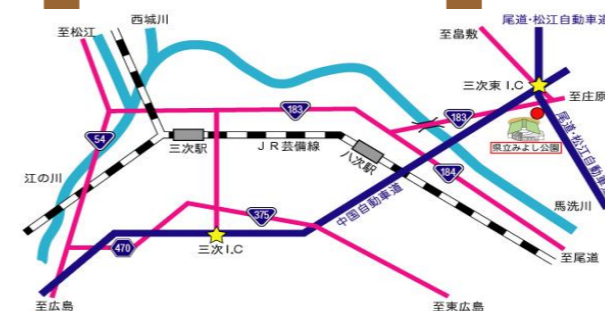 西城川
尾道・松江自動車道
至松江
至畠敷
三次東 I.C
至庄原
183
183
54
三次駅
JR芸備線
八次駅
県立みよし公園
184
江の川
尾道・松江自動車道
375
中国自動車道
馬洗川
470
三次I.C
至尾道
至広島
至東広島